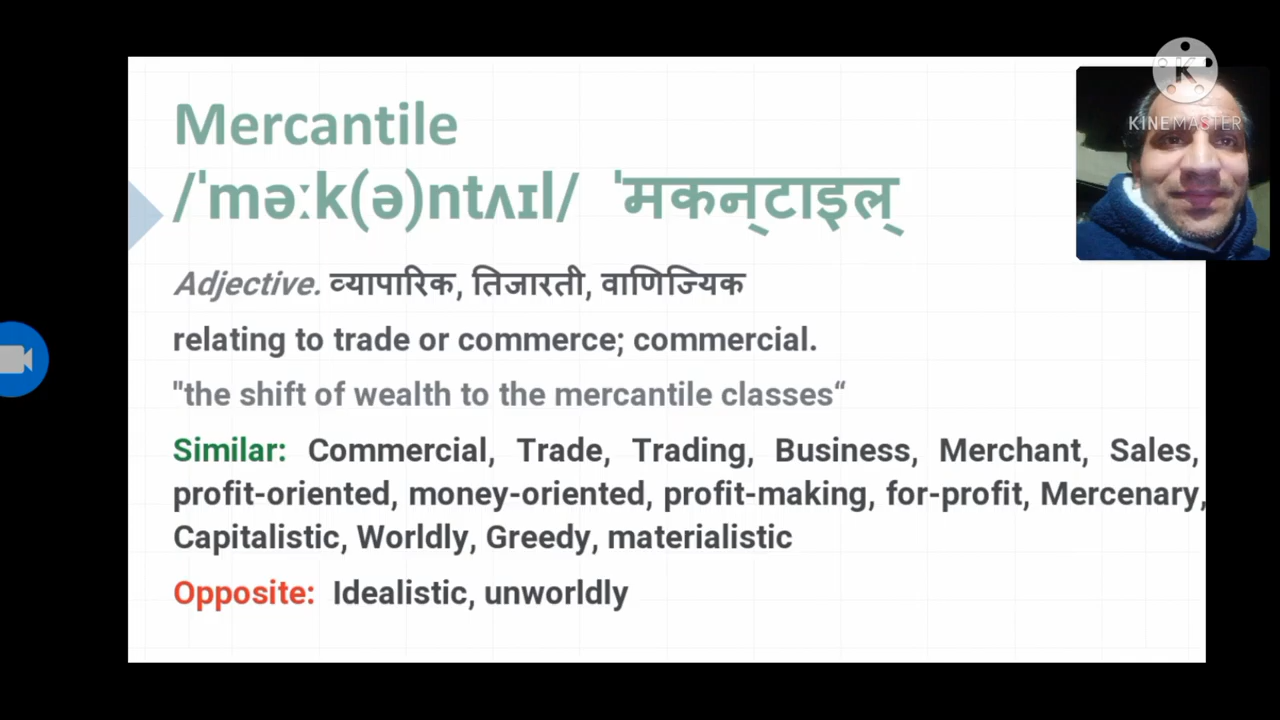 Mercantile
/ˈməːk(ə)ntʌɪl/ ˈमकन्‌टाइल्
Adjective. व्यापारिक, तिजारती, वाणिज्यिक
relating to trade or commerce; commercial.
"the shift of wealth to the mercantile classes“
Similar: Commercial, Trade, Trading, Business, Merchant, Sales,
profit-oriented, money-oriented, profit-making, for-profit, Mercenary,
Capitalistic, Worldly, Greedy, materialistic
Opposite: Idealistic, unworldly
K
KINEMASTER